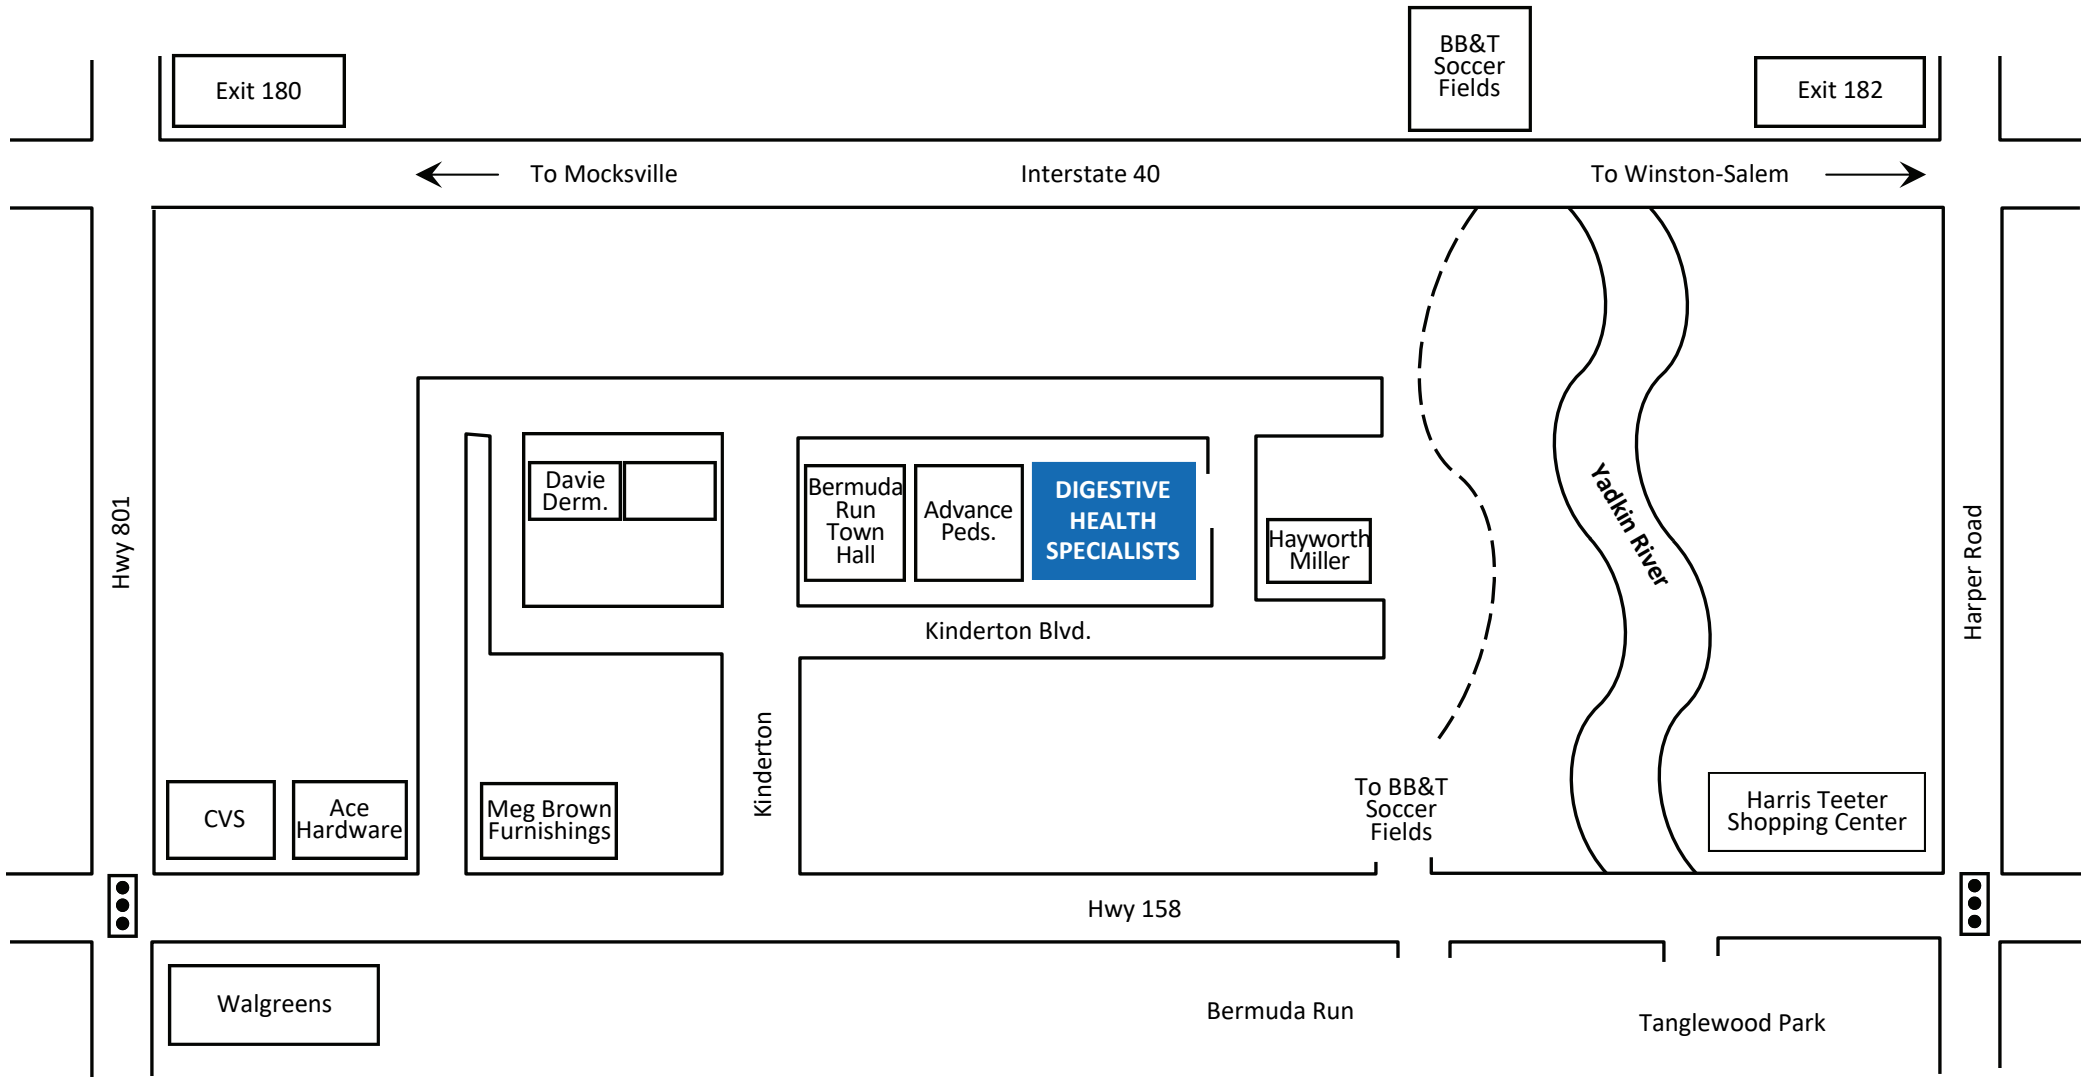 BB&T
Soccer
Fields
Exit 180
Exit 182
To Mocksville
Interstate 40
To Winston-Salem
Davie
Derm.
Bermuda
Run
Town
Hall
Advance
Peds.
DIGESTIVE
HEALTH
SPECIALISTS
Hayworth
Miller
Yadkin River
Hwy 801
Harper Road
Kinderton Blvd.
Kinderton
CVS
Ace
Hardware
Meg Brown
Furnishings
To BB&T
Soccer
Fields
Harris Teeter
Shopping Center
Hwy 158
Walgreens
Bermuda Run
Tanglewood Park